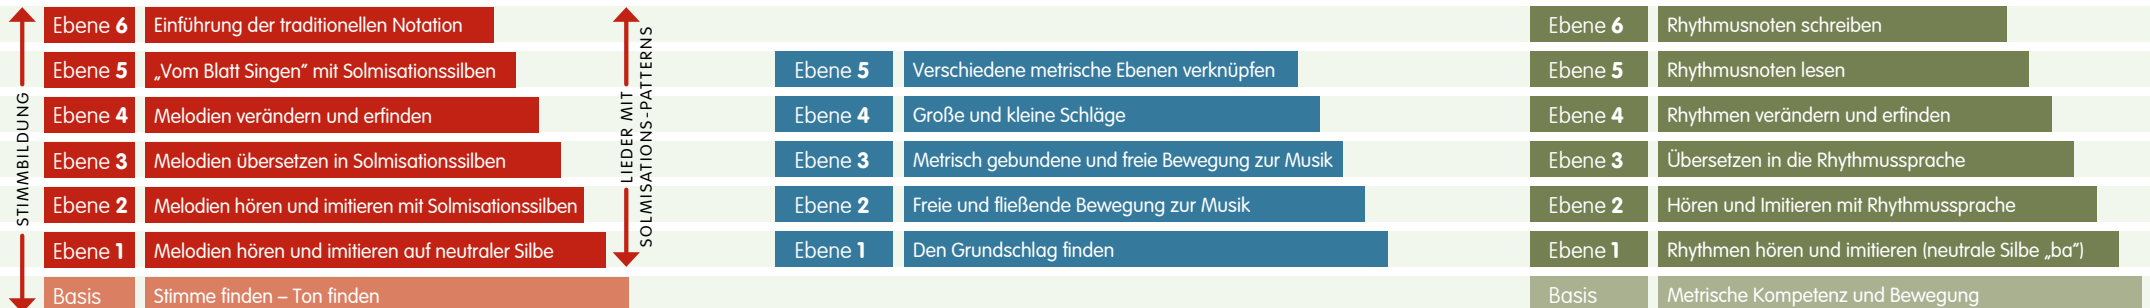 STIMMBILDUNG
Ebene 6 Einführung der traditionellen Notation
Ebene 5 „Vom Blatt Singen“ mit Solmisationssilben
Ebene 4 Melodien verändern und erfinden
Ebene 3 Melodien übersetzen in Solmisationssilben
Ebene 2 Melodien hören und imitieren mit Solmisationssilben
Ebene 1 Melodien hören und imitieren auf neutraler Silbe
Basis Stimme finden – Ton finden
LIEDER MIT
SOLMISATIONS-PATTERNS
Ebene 5 Verschiedene metrische Ebenen verknüpfen
Ebene 4 Große und kleine Schläge
Ebene 3 Metrisch gebundene und freie Bewegung zur Musik
Ebene 2 Freie und fließende Bewegung zur Musik
Ebene 1 Den Grundschlag finden
Ebene 6 Rhythmusnoten schreiben
Ebene 5 Rhythmusnoten lesen
Ebene 4 Rhythmen verändern und erfinden
Ebene 3 Übersetzen in die Rhythmussprache
Ebene 2 Hören und Imitieren mit Rhythmussprache
Ebene 1 Rhythmen hören und imitieren (neutrale Silbe „ba“)
Basis Metrische Kompetenz und Bewegung